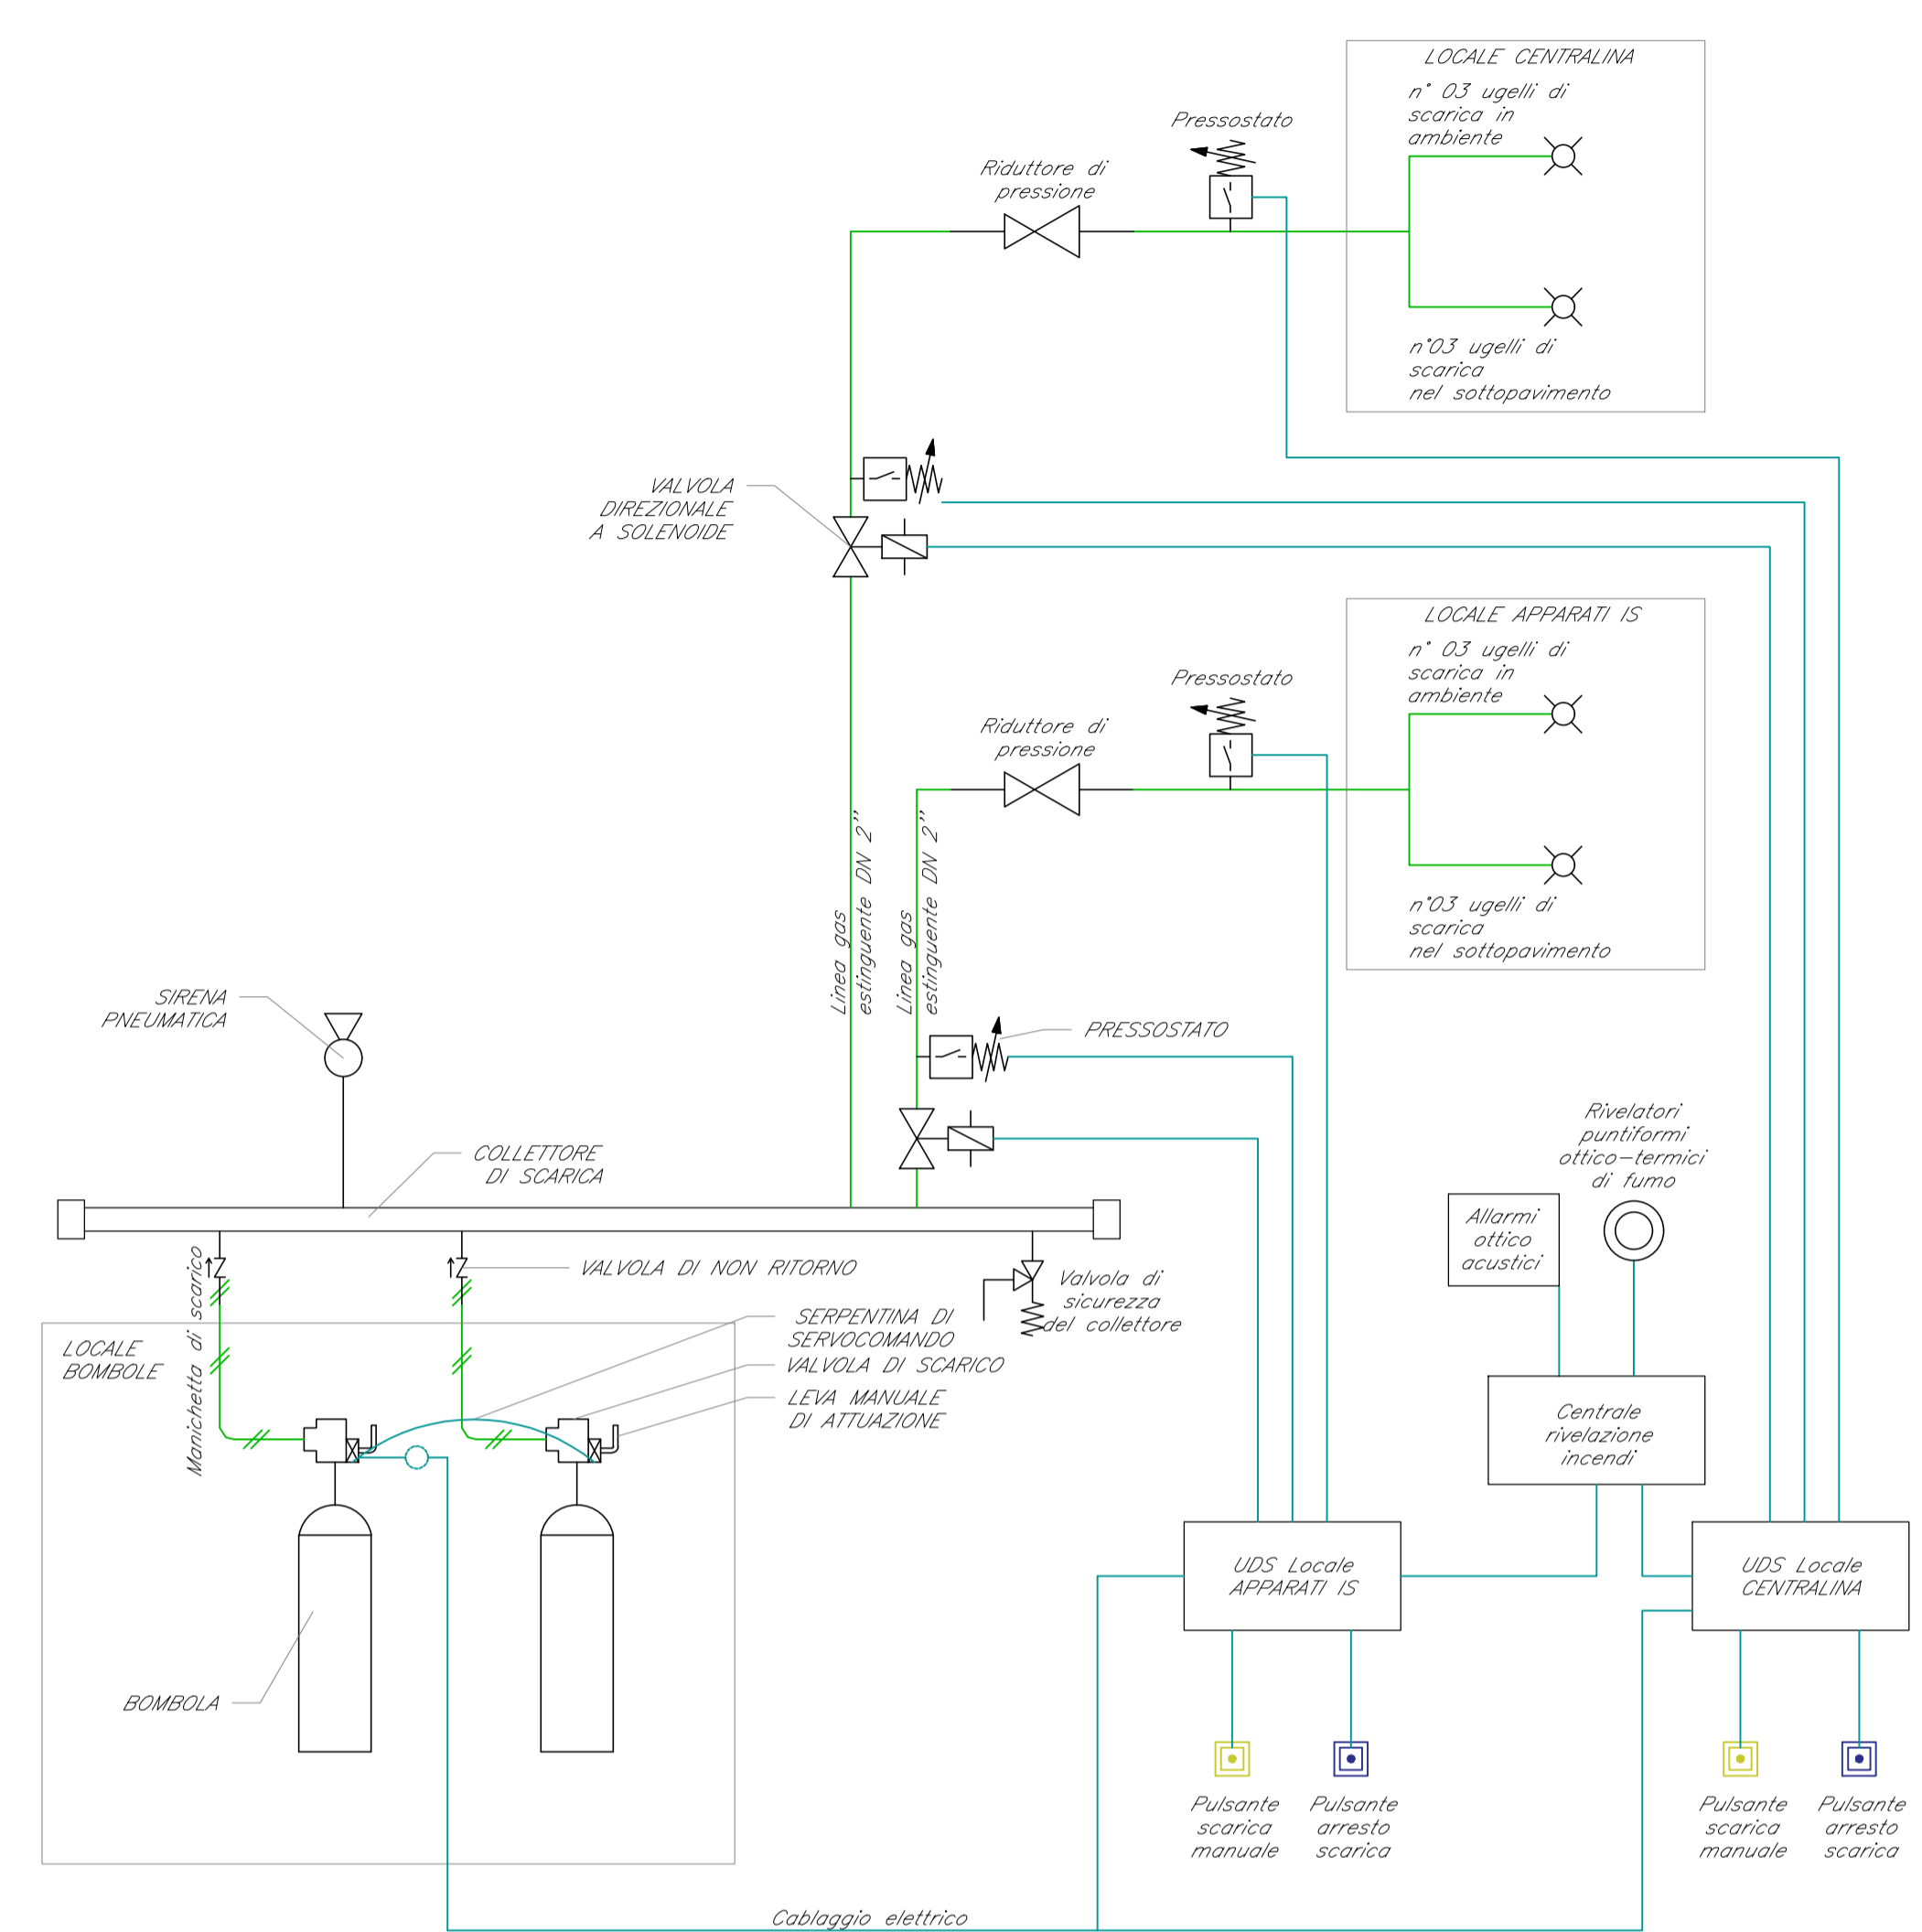 LOCALE CENTRALINA
n° 03 ugelli di
scarica in
ambiente
Pressostato
Riduttore di
pressione
n°03 ugelli di
scarica
nel sottopavimento
VALVOLA
DIREZIONALE
A SOLENOIDE
LOCALE APPARATI IS
n° 03 ugelli di
scarica in
ambiente
Pressostato
Riduttore di
pressione
n°03 ugelli di
scarica
nel sottopavimento
Linea gas
estinguente DN 2"
Linea gas
estinguente DN 2"
SIRENA
PNEUMATICA
PRESSOSTATO
COLLETTORE
DI SCARICA
Rivelatori
puntiformi
ottico-termici
di fumo
Allarmi
ottico
acustici
Manichetta di scarico
VALVOLA DI NON RITORNO
Valvola di
sicurezza
del collettore
SERPENTINA DI
SERVOCOMANDO
VALVOLA DI SCARICO
LEVA MANUALE
DI ATTUAZIONE
LOCALE
BOMBOLE
Centrale
rivelazione
incendi
UDS Locale
APPARATI IS
UDS Locale
CENTRALINA
BOMBOLA
Pulsante
scarica
manuale
Pulsante
arresto
scarica
Pulsante
scarica
manuale
Pulsante
arresto
scarica
Cablaggio elettrico